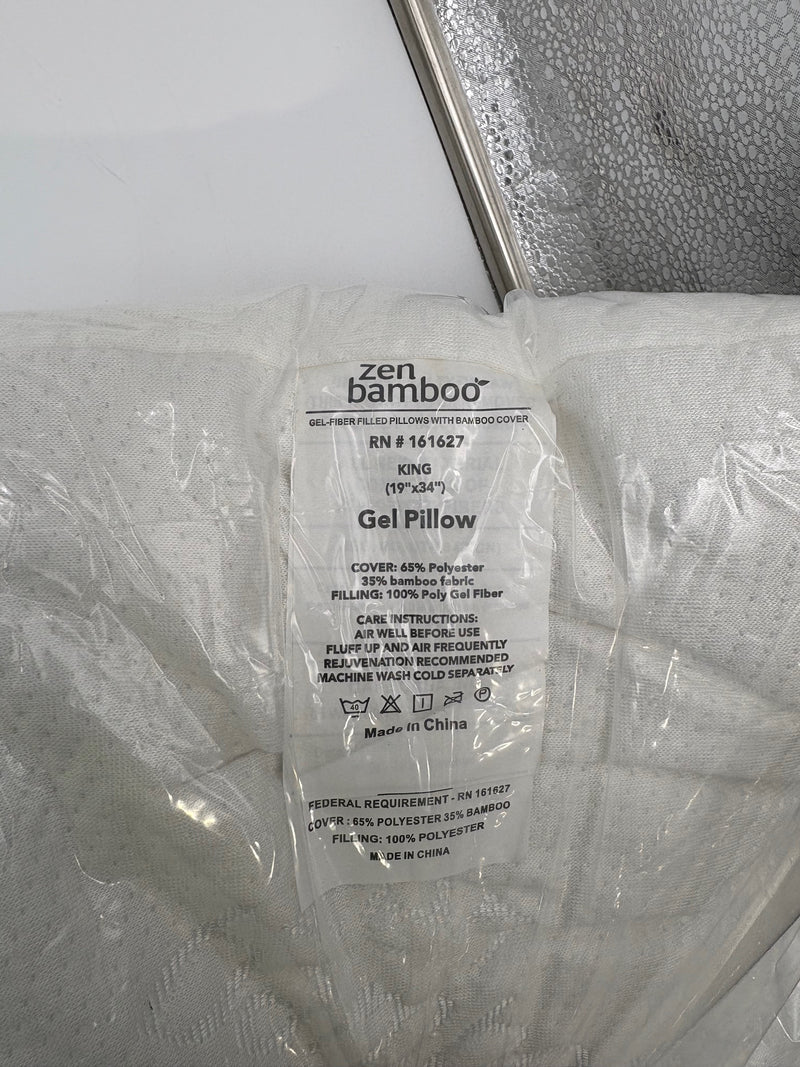 zen
bamboo
GEL-FIBER FILLED PILLOWS WITH BAMBOO COVER
RN # 161627
KING
(19"x34")
Gel Pillow
COVER: 65% Polyester
35% bamboo fabric
FILLING: 100% Poly Gel Fiber
CARE INSTRUCTIONS:
AIR WELL BEFORE USE
FLUFF UP AND AIR FREQUENTLY
REJUVENATION RECOMMENDED
MACHINE WASH COLD SEPARATELY
40 P
Made in China
FEDERAL REQUIREMENT - RN 161627
COVER : 65% POLYESTER 35% BAMBOO
FILLING: 100% POLYESTER
MADE IN CHINA